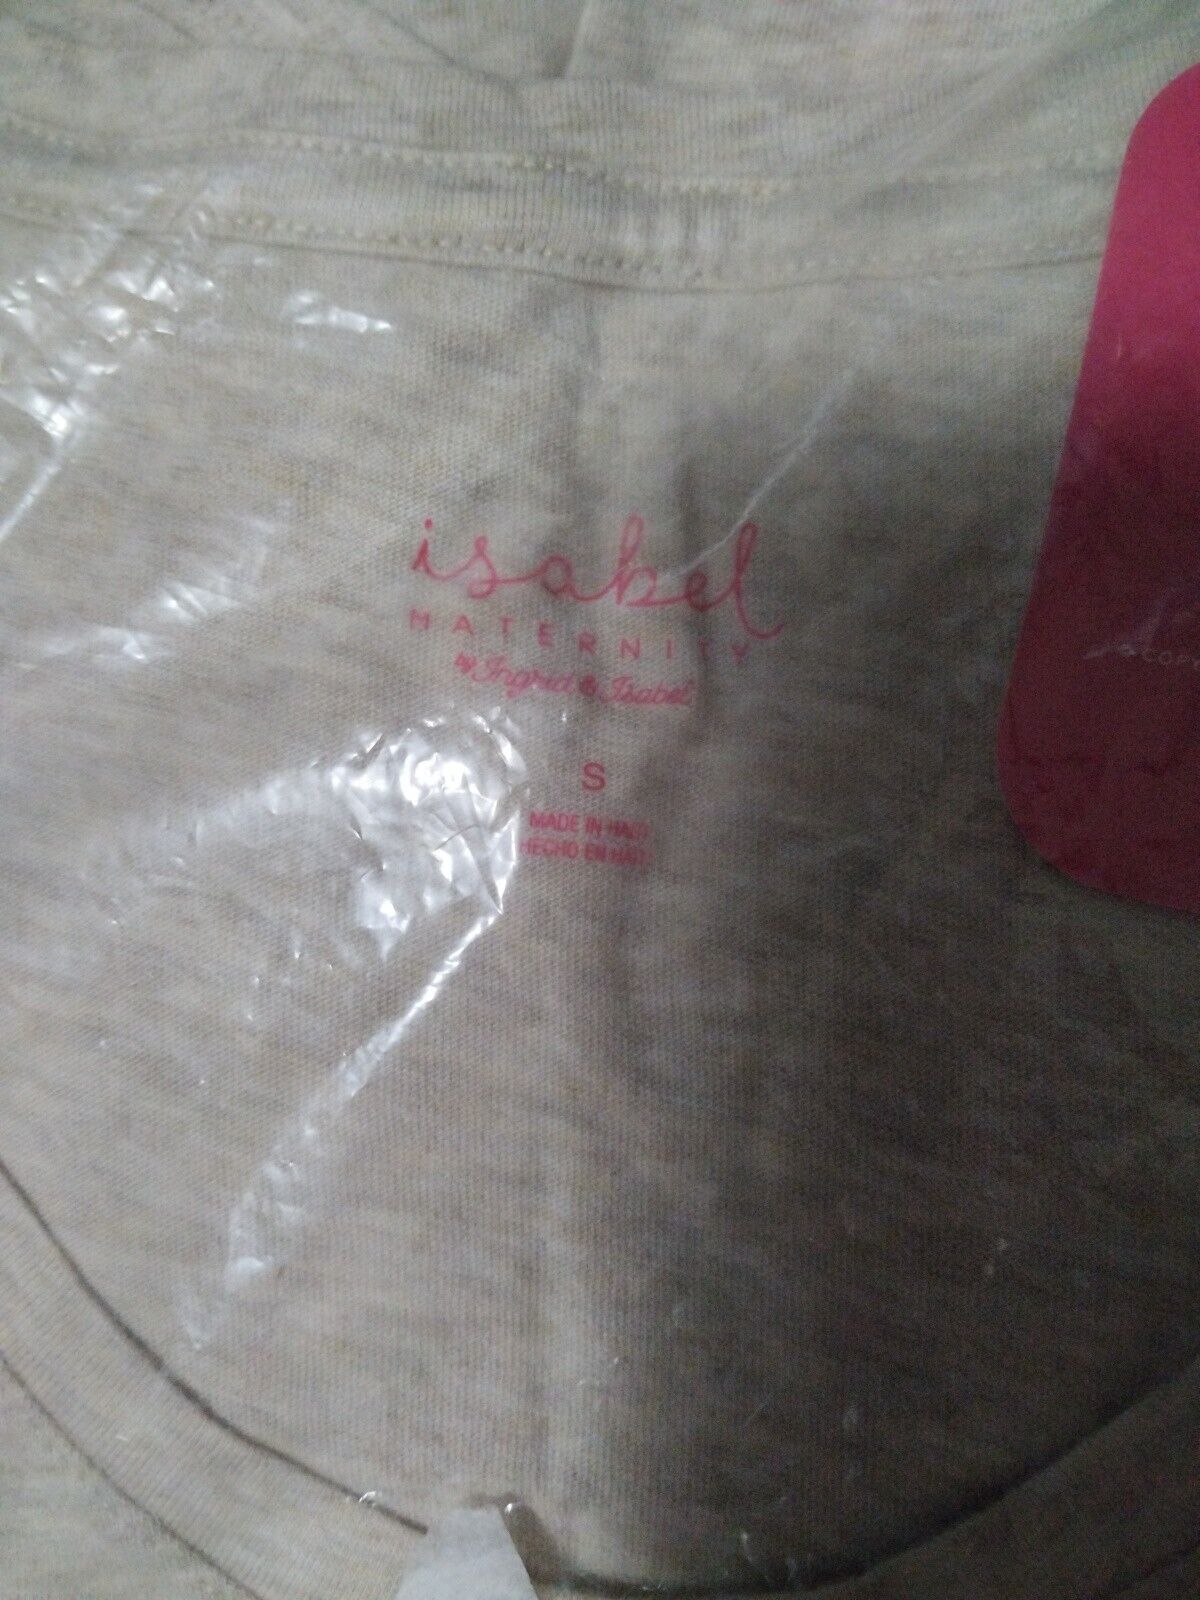 isabel
MATERNITY
by Ingrid & Isabel
S
MADE IN HAITI
HECHO EN HAITI